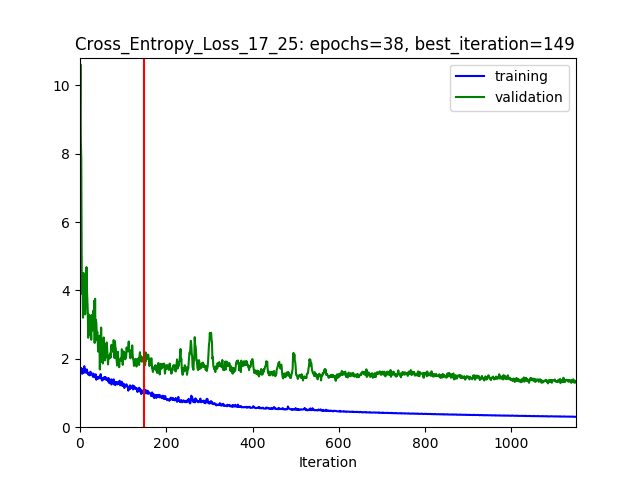 Cross_Entropy_Loss_17_25: epochs=38, best_iteration=149
training
validation
10
8
6
4
2
0
0 200 400 600 800 1000
Iteration